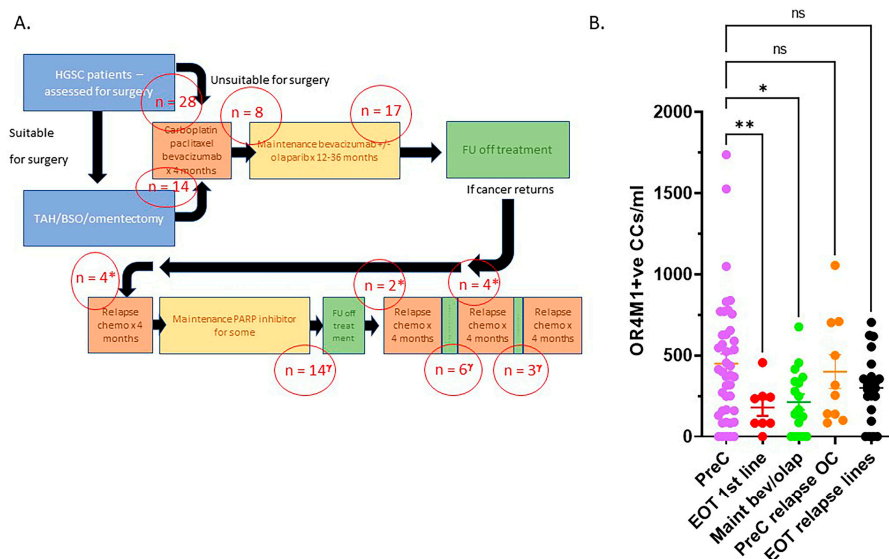 A.
HGSC patients –
assessed for surgery
Unsuitable for surgery
n = 28
n = 8
n = 17
Suitable
for surgery
Carboplatin
paclitaxel
bevacizumab
x 4 months
Maintenance bevacizumab +/-
olaparib x 12-36 months
FU off treatment
n = 14
TAH/BSO/omentectomy
If cancer returns
n = 4*
n = 2*
n = 4*
Relapse
chemo x 4
months
Maintenance PARP inhibitor
for some
FU off
treat
ment
Relapse
chemo x
4 months
Relapse
chemo x
4 months
Relapse
chemo x
4 months
n = 14ᵞ
n = 6ᵞ
n = 3ᵞ
B.
ns
ns
*
**
OR4M1+ve CCs/ml
2000
1500
1000
500
0
PreC
EOT 1st line
Maint bev/olap
PreC relapse OC
EOT relapse lines